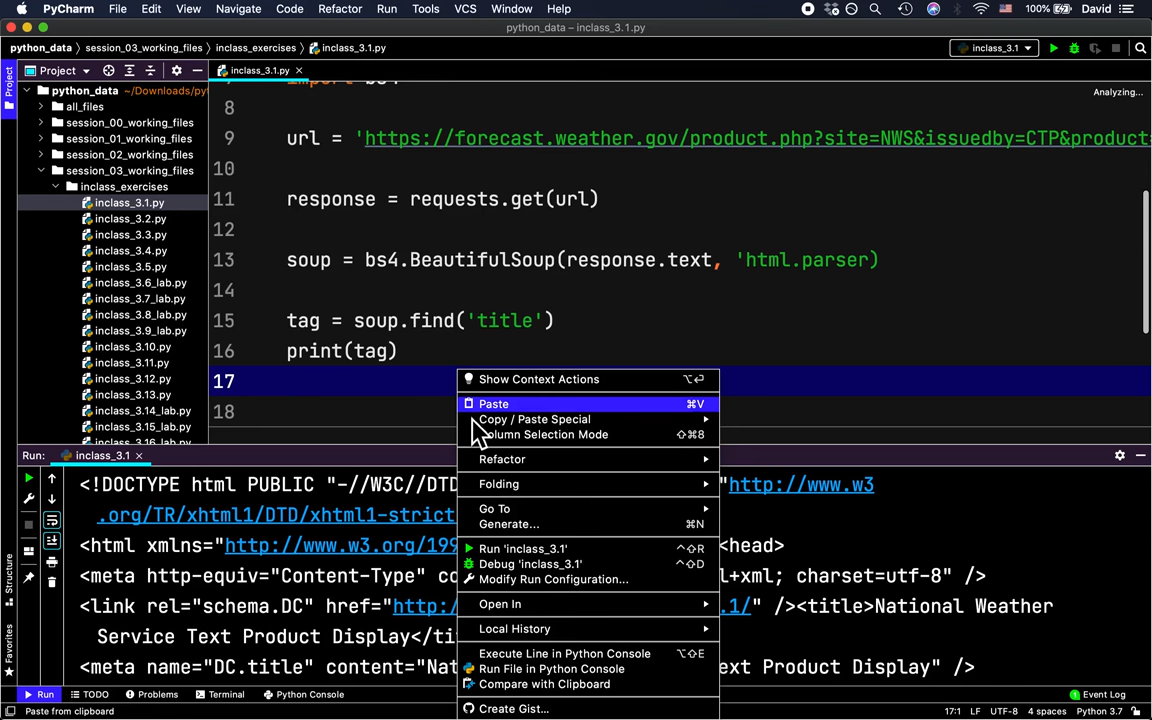 PyCharm File Edit View Navigate Code Refactor Run Tools VCS Window Help 100% David
python_data – inclass_3.1.py
python_data session_03_working_files inclass_exercises inclass_3.1.py inclass_3.1
Project inclass_3.1.py
Analyzing...
python_data ~/Downloads/py
all_files
session_00_working_files
session_01_working_files
session_02_working_files
session_03_working_files
inclass_exercises
inclass_3.1.py
inclass_3.2.py
inclass_3.3.py
inclass_3.4.py
inclass_3.5.py
inclass_3.6_lab.py
inclass_3.7_lab.py
inclass_3.8_lab.py
inclass_3.9_lab.py
inclass_3.10.py
inclass_3.11.py
inclass_3.12.py
inclass_3.13.py
inclass_3.14_lab.py
inclass_3.15_lab.py
inclass_3.16_lab.py
Project
Structure
Favorites
8
9 url = 'https://forecast.weather.gov/product.php?site=NWS&issuedby=CTP&product=
10
11 response = requests.get(url)
12
13 soup = bs4.BeautifulSoup(response.text, 'html.parser)
14
15 tag = soup.find('title')
16 print(tag)
17
18
Show Context Actions ⌥⏎
Paste ⌘V
Copy / Paste Special
olumn Selection Mode ⇧⌘8
Refactor
Folding
Go To
Generate... ⌘N
Run 'inclass_3.1' ^⇧R
Debug 'inclass_3.1' ^⇧D
Modify Run Configuration...
Open In
Local History
Execute Line in Python Console ⌥⇧E
Run File in Python Console
Compare with Clipboard
Create Gist...
Run: inclass_3.1
<!DOCTYPE html PUBLIC "-//W3C//DTD "http://www.w3
.org/TR/xhtml1/DTD/xhtml1-strict
<html xmlns="http://www.w3.org/199 <head>
<meta http-equiv="Content-Type" co l+xml; charset=utf-8" />
<link rel="schema.DC" href="http:/ .1/" /><title>National Weather
Service Text Product Display</ti
<meta name="DC.title" content="Nat ext Product Display" />
Run TODO Problems Terminal Python Console 1 Event Log
Paste from clipboard 17:1 LF UTF-8 4 spaces Python 3.7